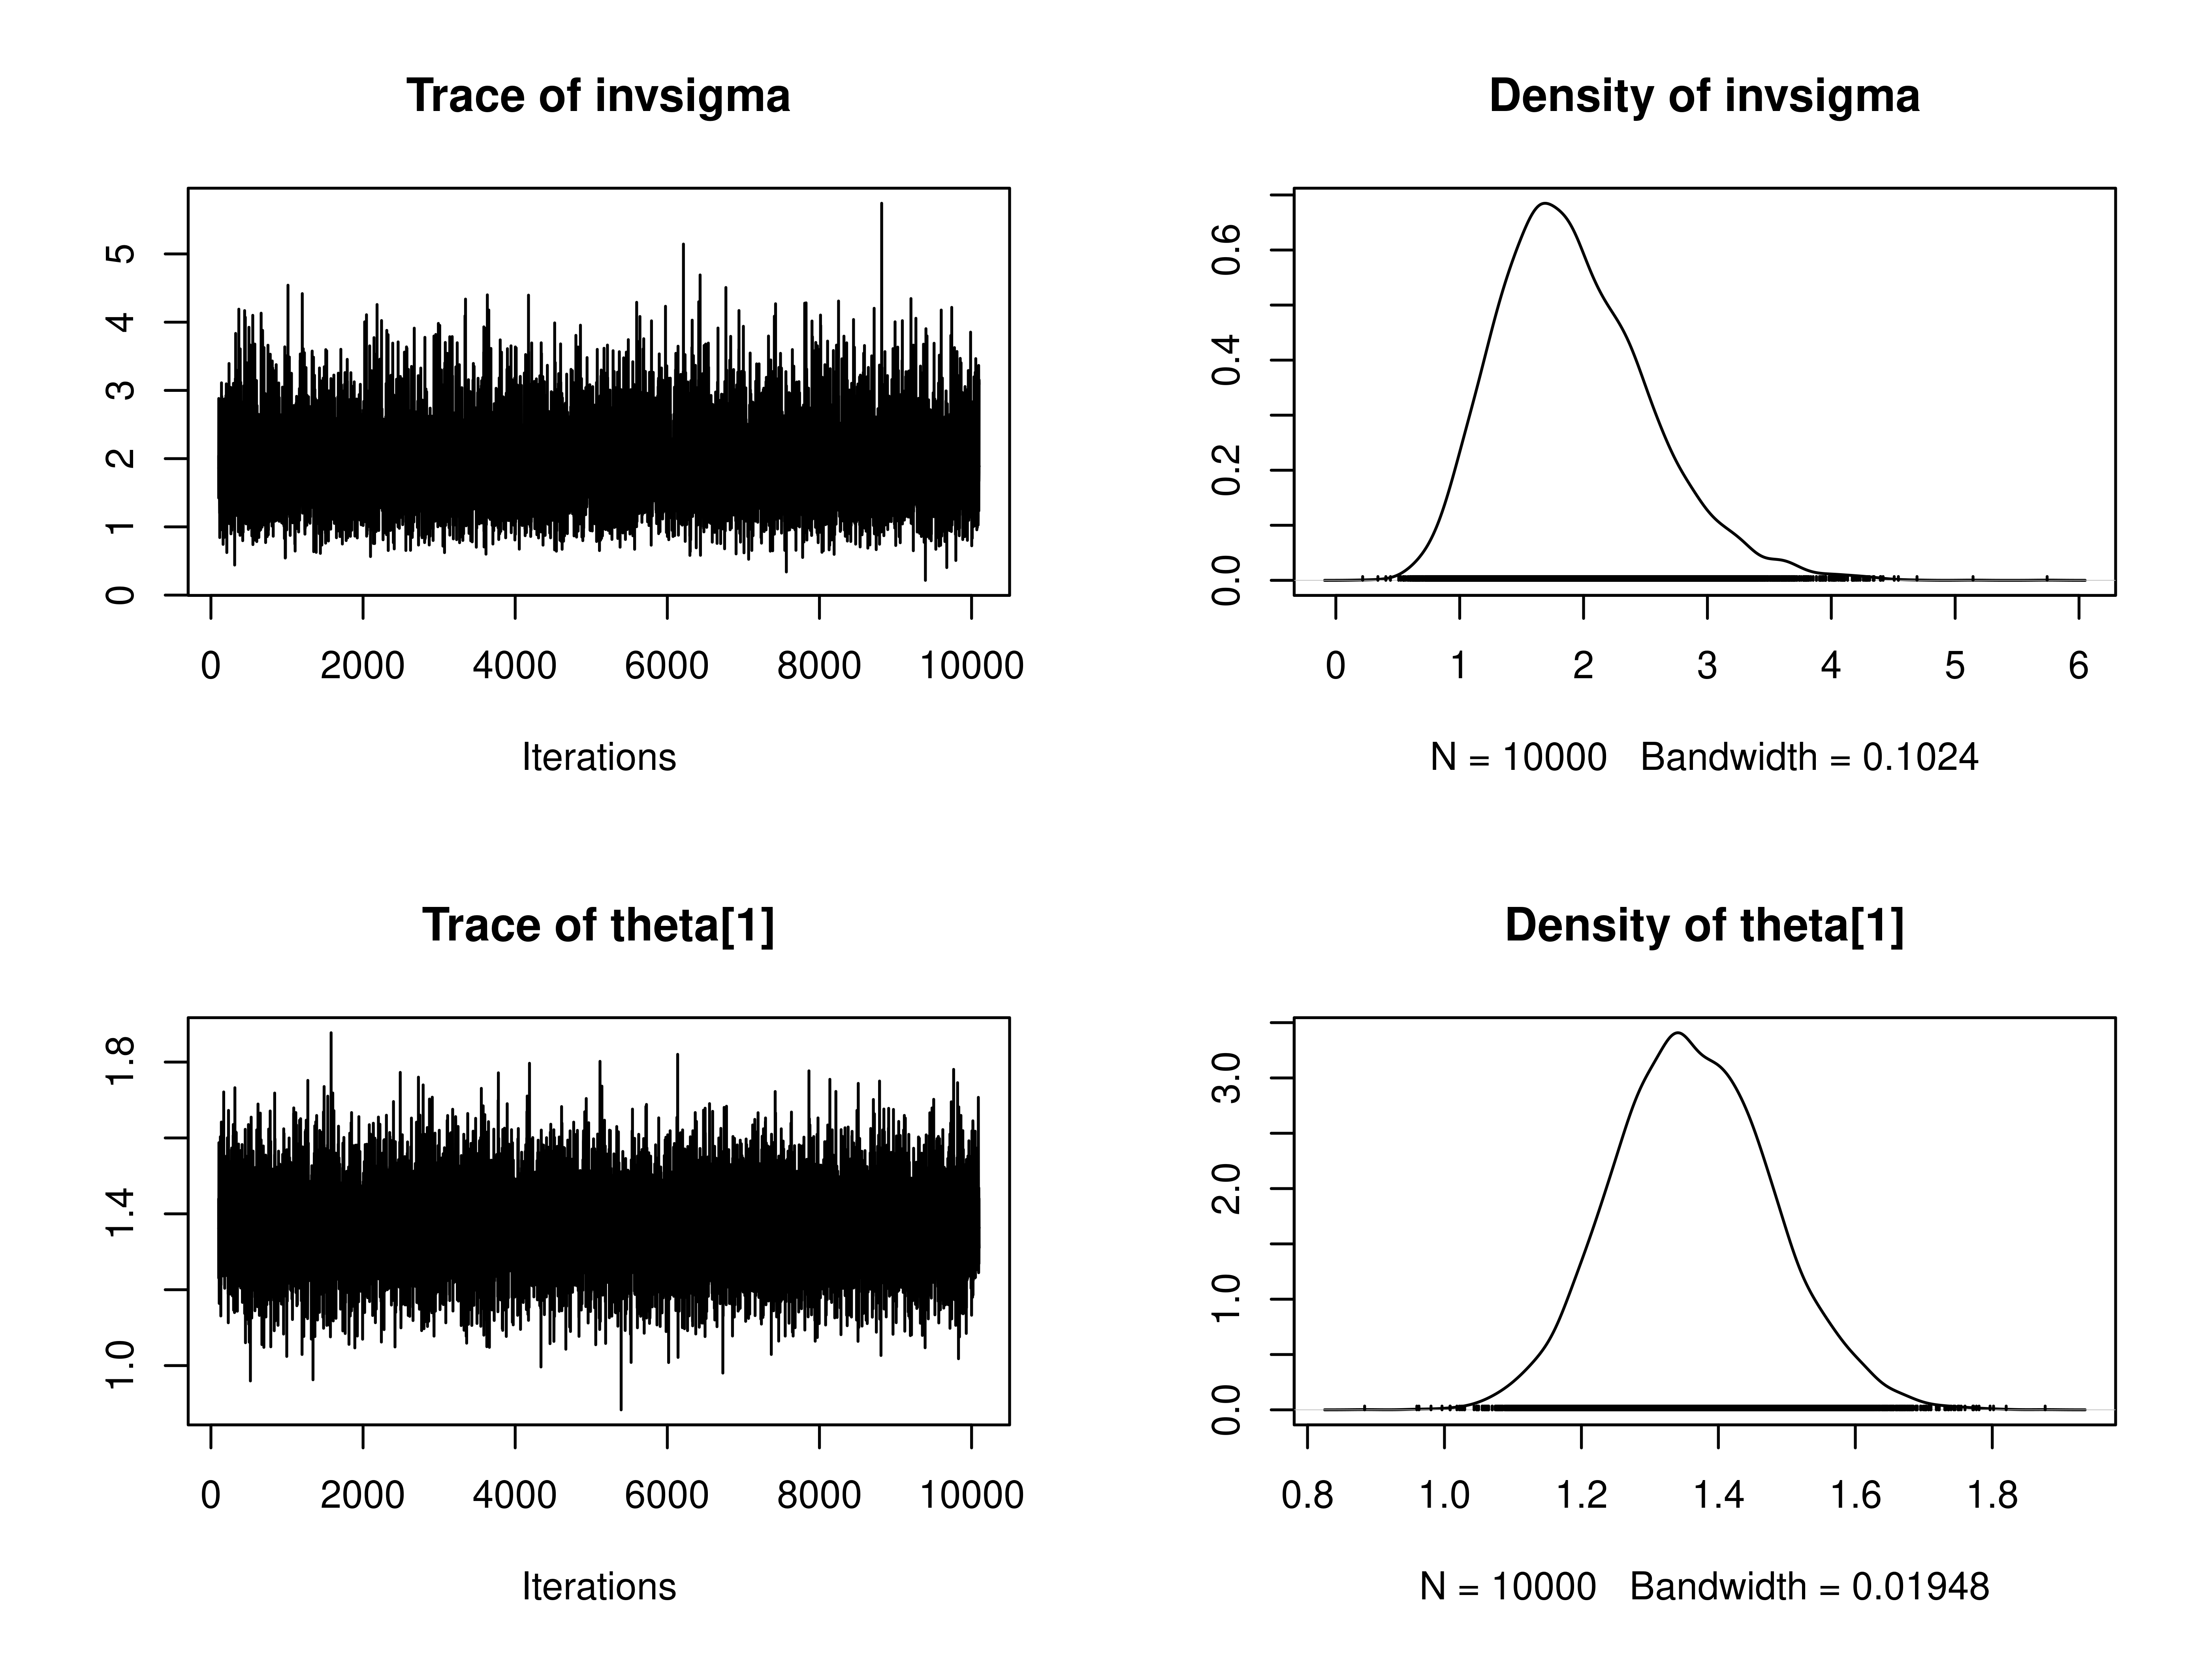 Trace of invsigma
0 1 2 3 4 5
0 2000 4000 6000 8000 10000
Iterations
Density of invsigma
0.0 0.2 0.4 0.6
0 1 2 3 4 5 6
N = 10000 Bandwidth = 0.1024
Trace of theta[1]
1.0 1.4 1.8
0 2000 4000 6000 8000 10000
Iterations
Density of theta[1]
0.0 1.0 2.0 3.0
0.8 1.0 1.2 1.4 1.6 1.8
N = 10000 Bandwidth = 0.01948